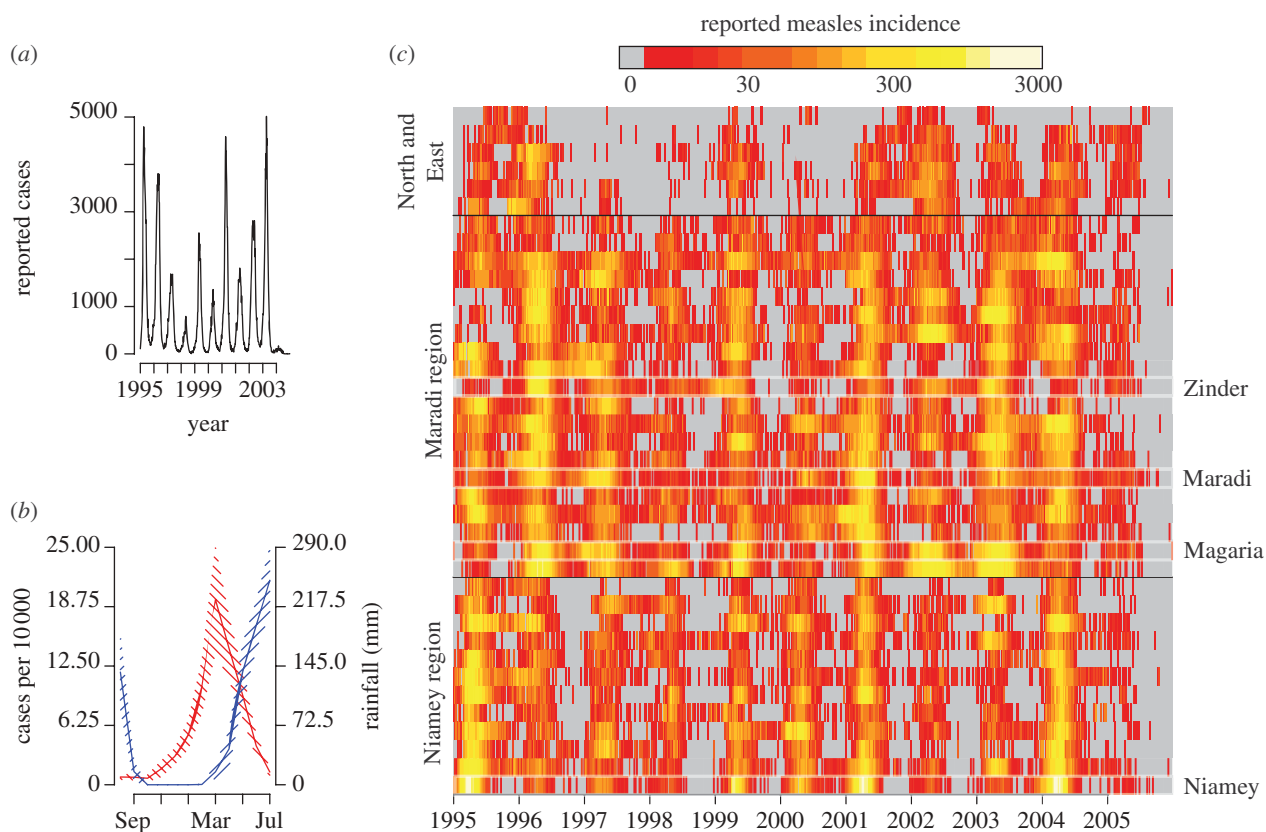 (a)
reported cases
5000
3000
1000
0
1995 1999 2003
year
(b)
cases per 10 000
25.00
18.75
12.50
6.25
0
290.0
217.5
145.0
72.5
0
rainfall (mm)
Sep Mar Jul
(c)
reported measles incidence
0 30 300 3000
North and
East
Maradi region
Niamey region
Zinder
Maradi
Magaria
Niamey
1995 1996 1997 1998 1999 2000 2001 2002 2003 2004 2005